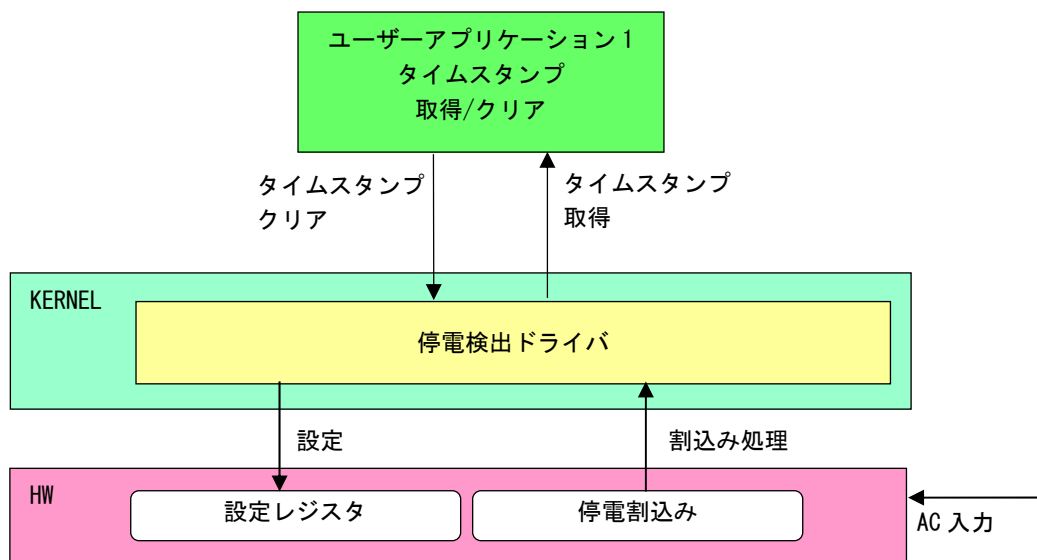 ユーザーアプリケーション1
タイムスタンプ
取得/クリア
タイムスタンプ
クリア
タイムスタンプ
取得
KERNEL
停電検出ドライバ
設定
割込み処理
HW
設定レジスタ
停電割込み
AC 入力